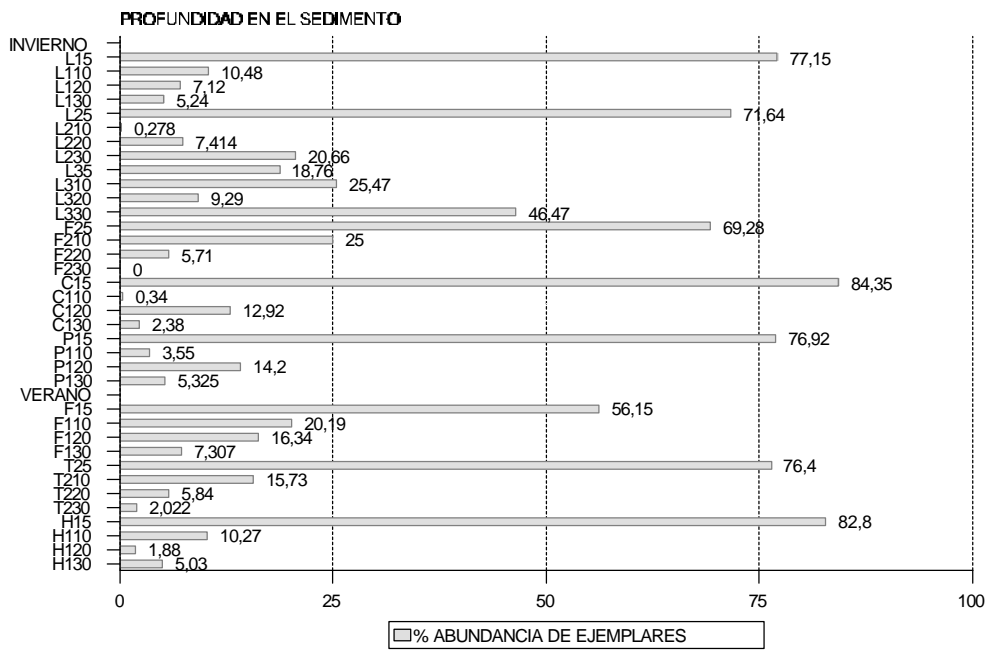 PROFUNDIDAD EN EL SEDIMENTO
INVIERNO
L15 77,15
L110 10,48
L120 7,12
L130 5,24
L25 71,64
L210 0,278
L220 7,414
L230 20,66
L35 18,76
L310 25,47
L320 9,29
L330 46,47
F25 69,28
F210 25
F220 5,71
F230 0
C15 84,35
C110 0,34
C120 12,92
C130 2,38
P15 76,92
P110 3,55
P120 14,2
P130 5,325
VERANO
F15 56,15
F110 20,19
F120 16,34
F130 7,307
T25 76,4
T210 15,73
T220 5,84
T230 2,022
H15 82,8
H110 10,27
H120 1,88
H130 5,03
0 25 50 75 100
% ABUNDANCIA DE EJEMPLARES